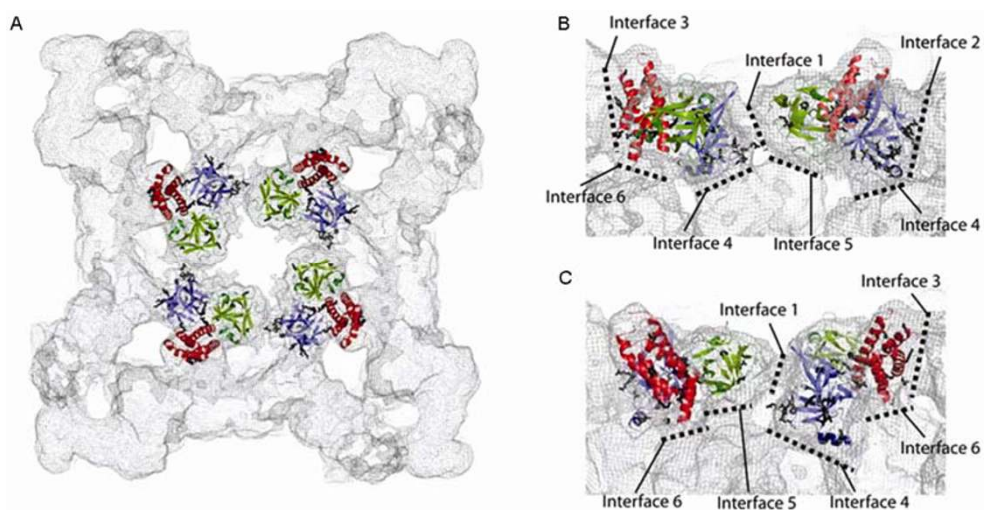 A
B
Interface 3
Interface 1
Interface 2
Interface 6
Interface 4
Interface 4
Interface 5
C
Interface 3
Interface 1
Interface 6
Interface 6
Interface 5
Interface 4